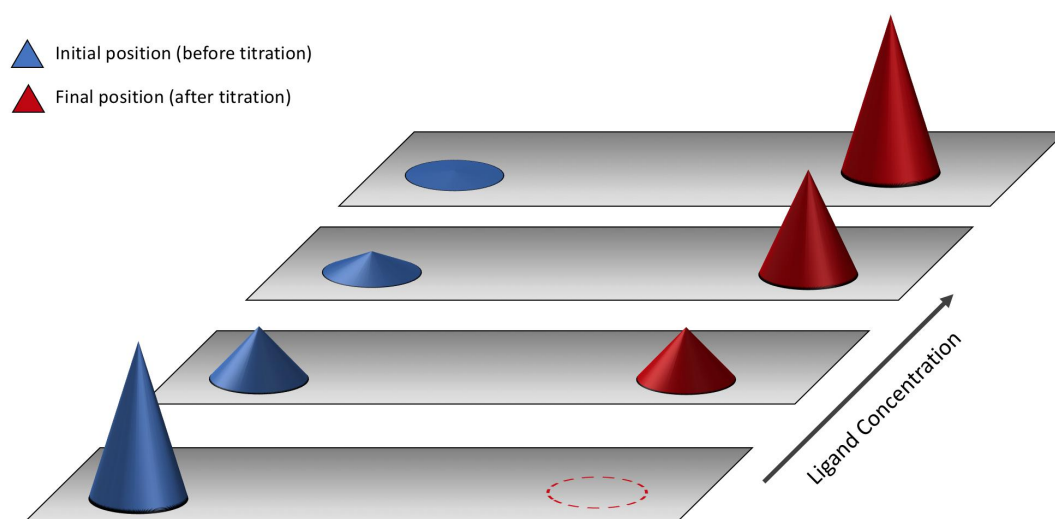 Initial position (before titration)
Final position (after titration)
Ligand Concentration